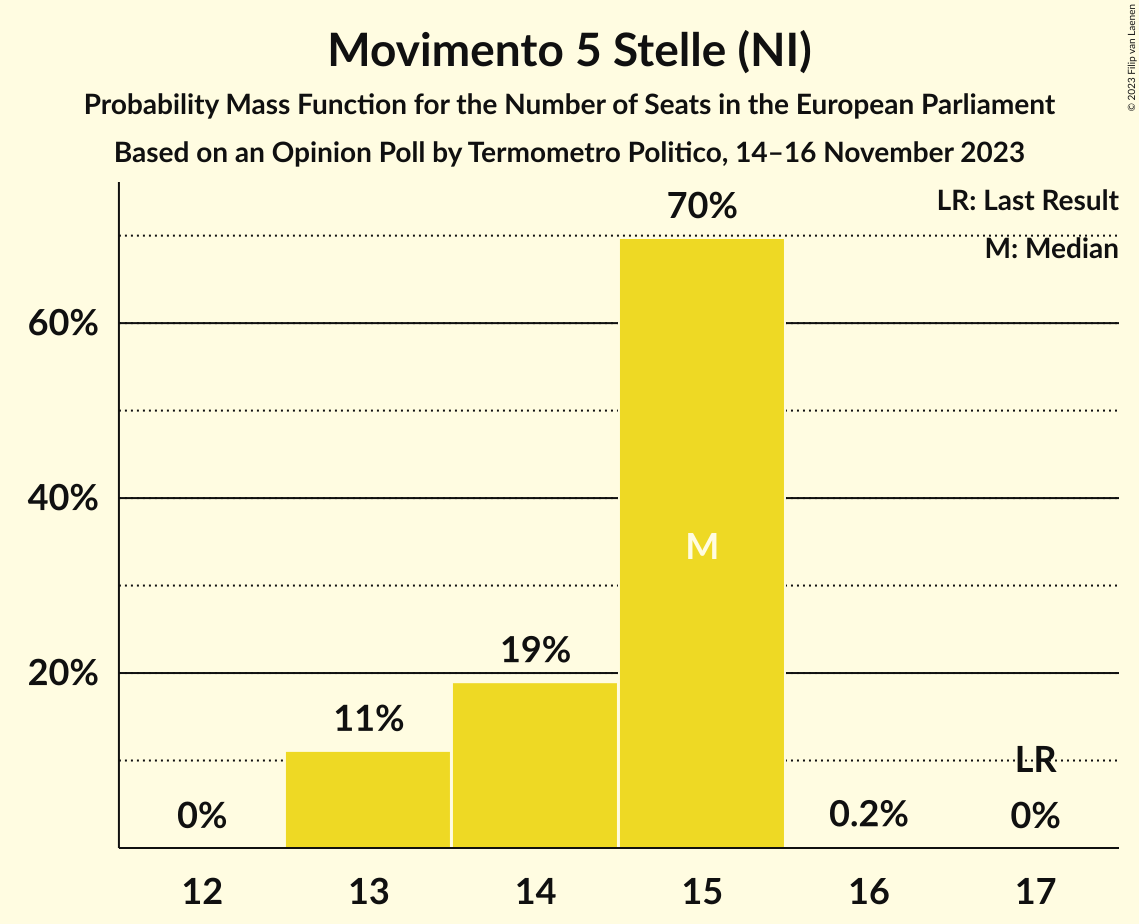 Movimento 5 Stelle (NI)
Probability Mass Function for the Number of Seats in the European Parliament
Based on an Opinion Poll by Termometro Politico, 14–16 November 2023
© 2023 Filip van Laenen
LR: Last Result
M: Median
70%
60%
40%
M
19%
20%
11%
LR
0%
0.2%
0%
12 13 14 15 16 17